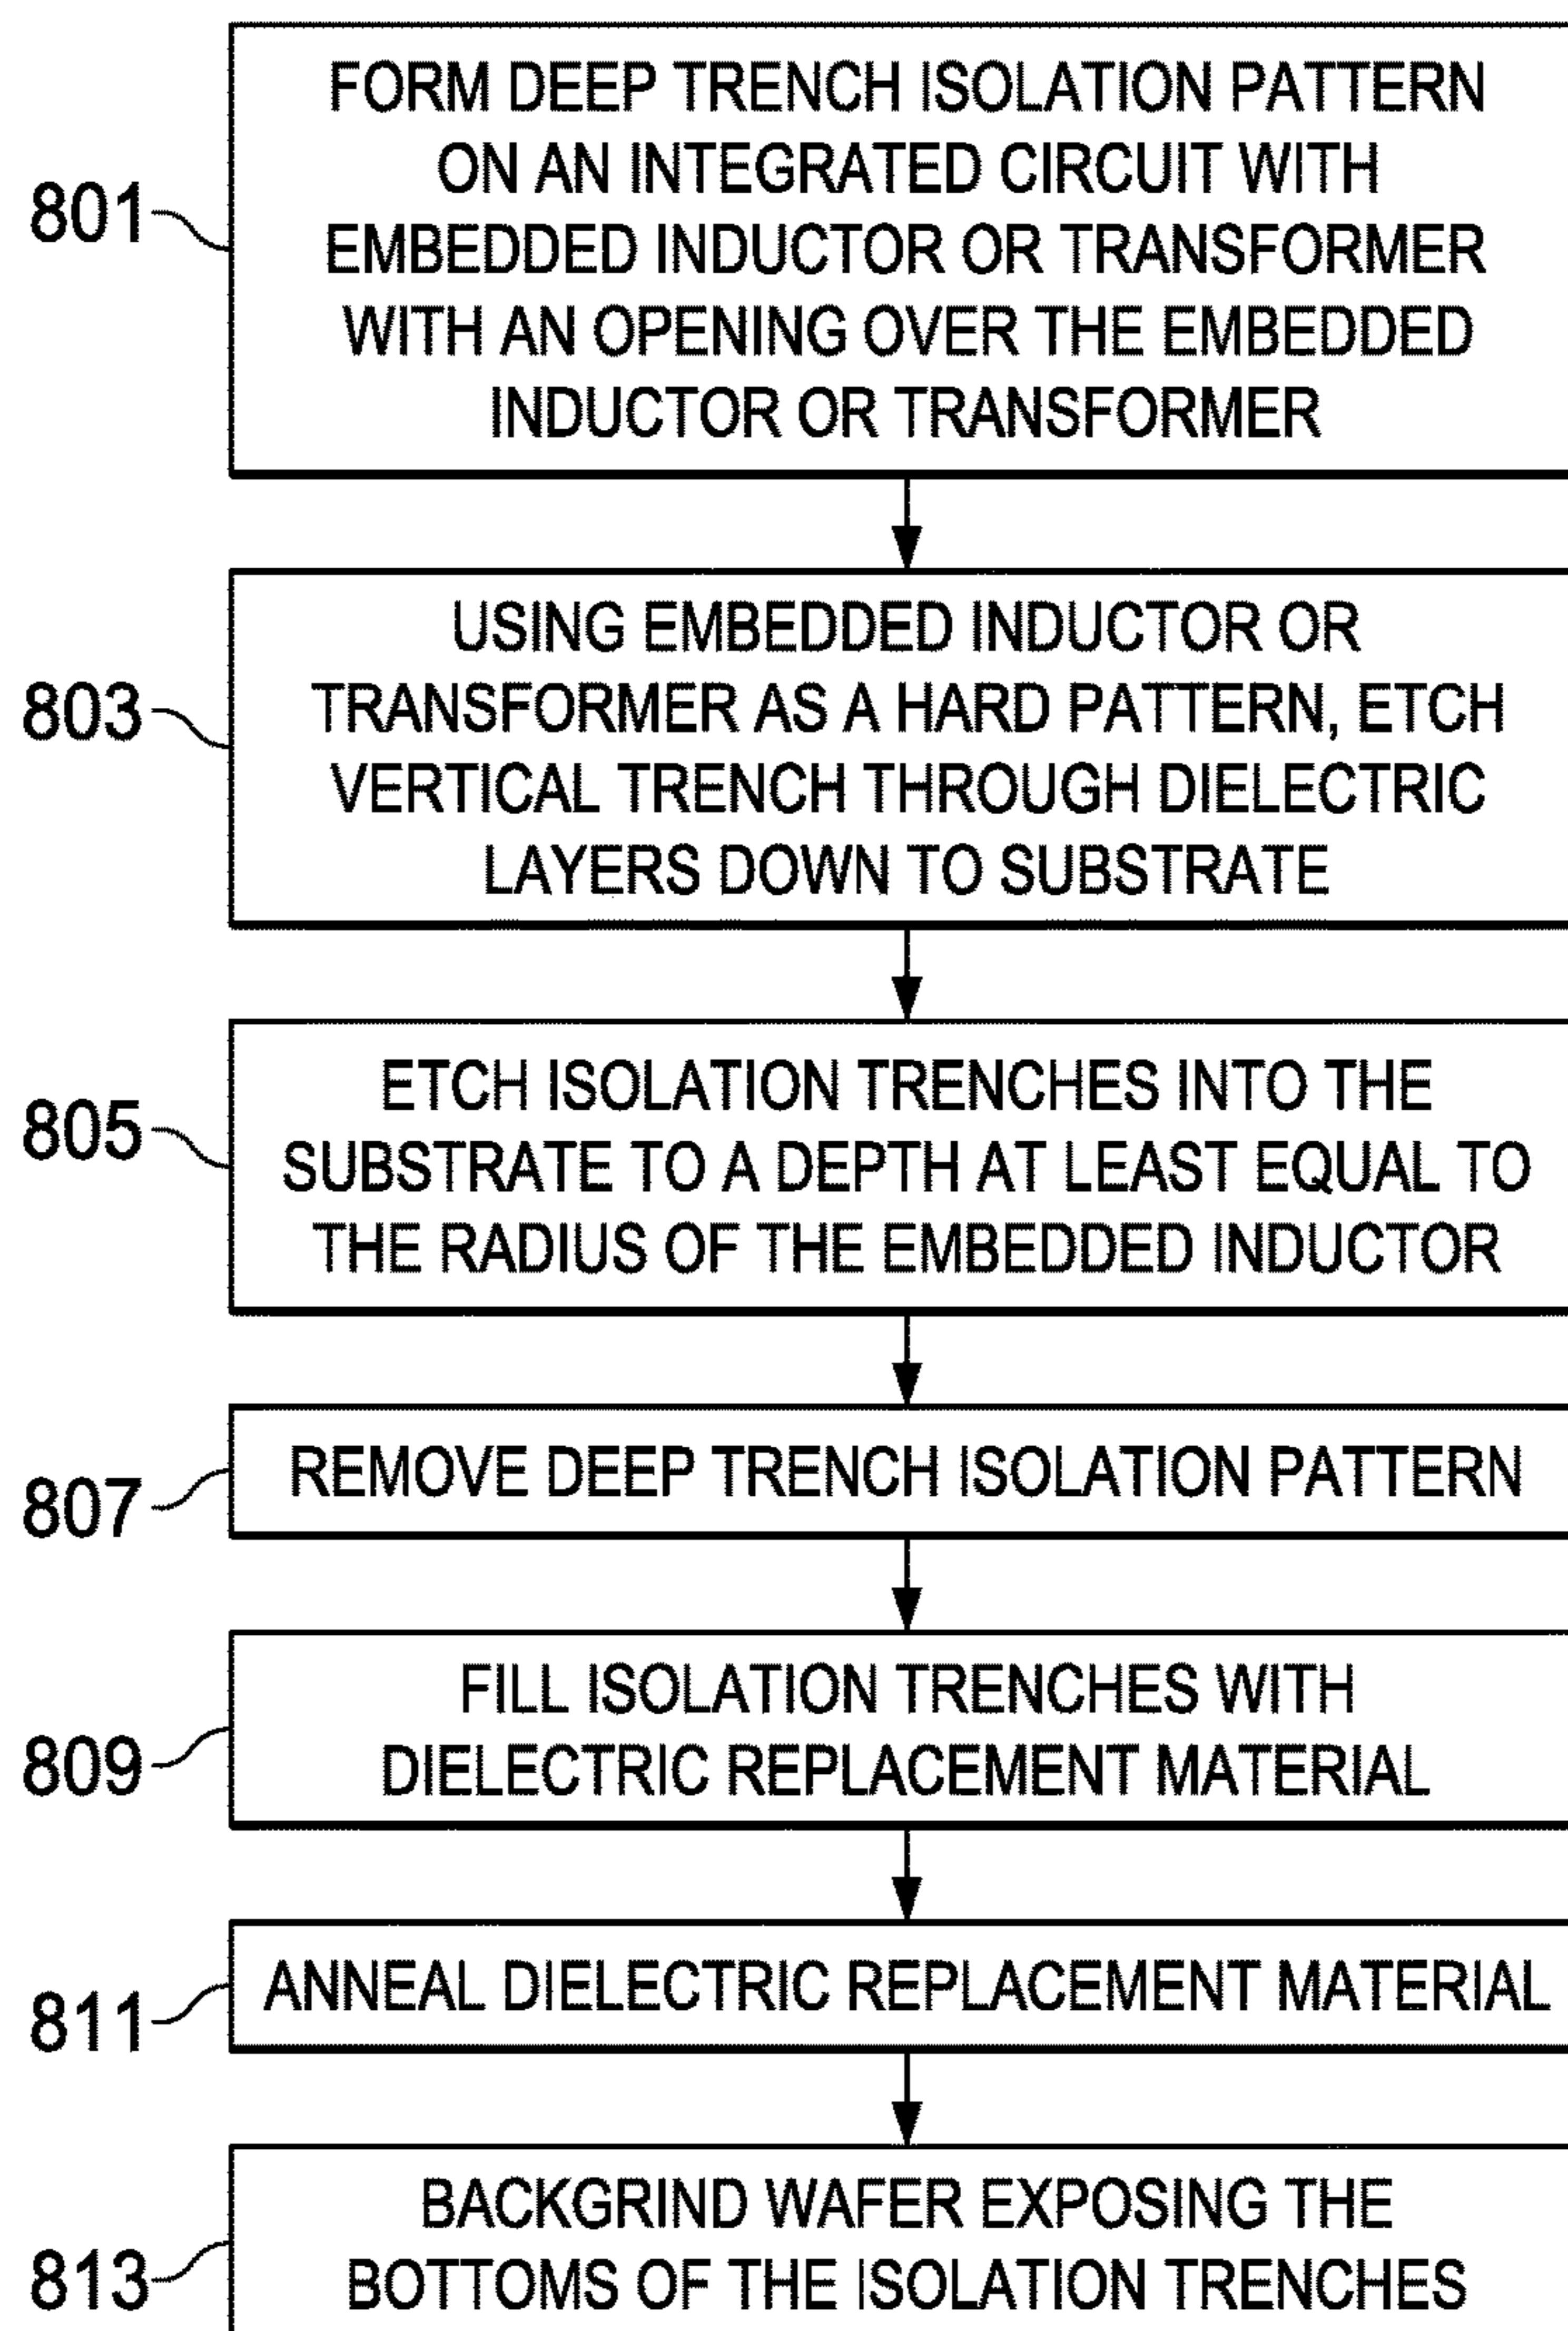 801
FORM DEEP TRENCH ISOLATION PATTERN
ON AN INTEGRATED CIRCUIT WITH
EMBEDDED INDUCTOR OR TRANSFORMER
WITH AN OPENING OVER THE EMBEDDED
INDUCTOR OR TRANSFORMER
803
USING EMBEDDED INDUCTOR OR
TRANSFORMER AS A HARD PATTERN, ETCH
VERTICAL TRENCH THROUGH DIELECTRIC
LAYERS DOWN TO SUBSTRATE
805
ETCH ISOLATION TRENCHES INTO THE
SUBSTRATE TO A DEPTH AT LEAST EQUAL TO
THE RADIUS OF THE EMBEDDED INDUCTOR
807
REMOVE DEEP TRENCH ISOLATION PATTERN
809
FILL ISOLATION TRENCHES WITH
DIELECTRIC REPLACEMENT MATERIAL
811
ANNEAL DIELECTRIC REPLACEMENT MATERIAL
813
BACKGRIND WAFER EXPOSING THE
BOTTOMS OF THE ISOLATION TRENCHES